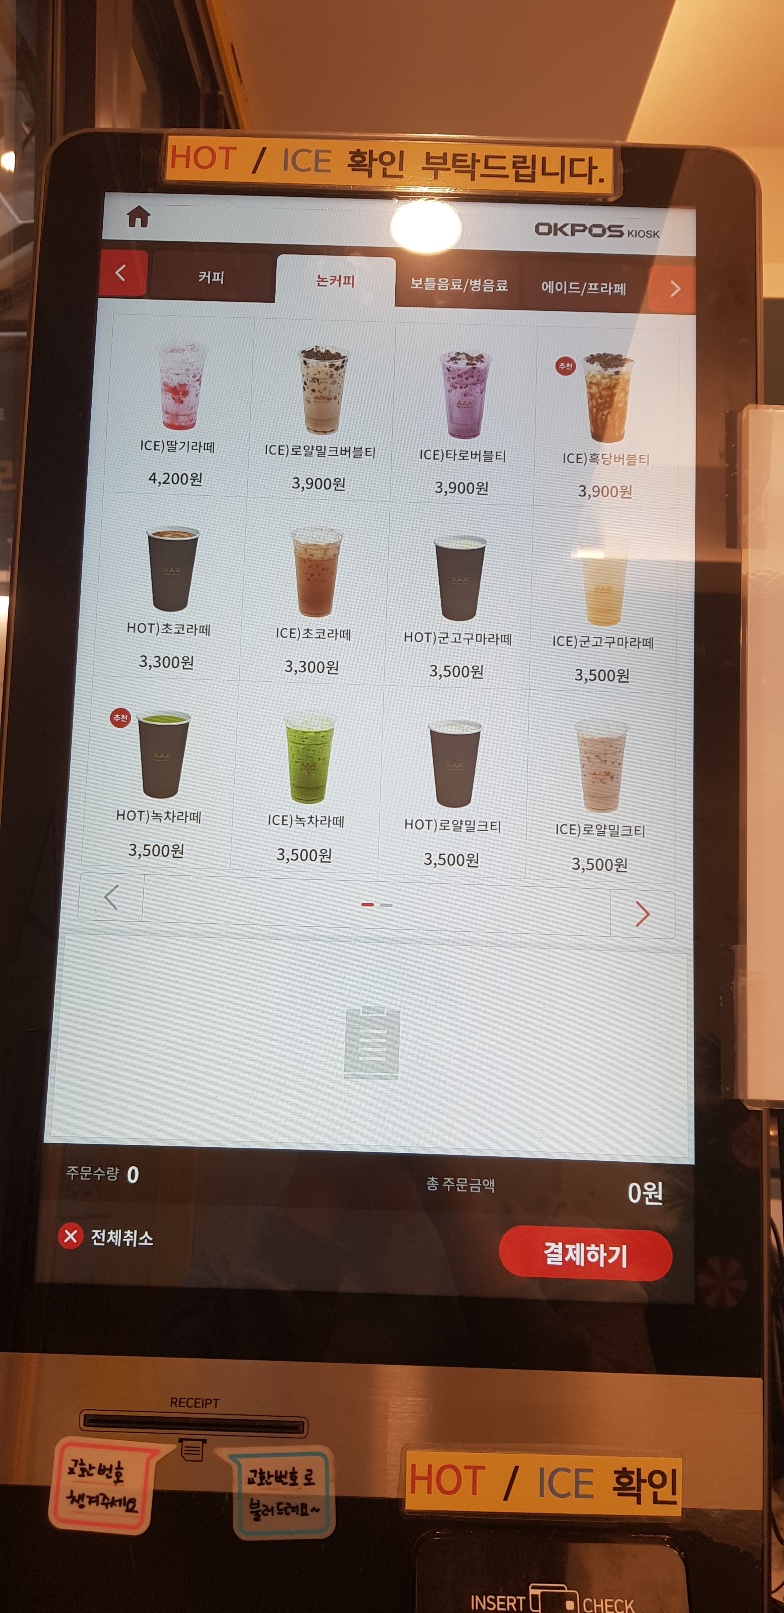 HOT / ICE 확인 부탁드립니다.
OKPOS KIOSK
커피 논커피 보틀음료/병음료 에이드/프라페
추천
ICE)딸기라떼 ICE)로얄밀크버블티 ICE)타로버블티 ICE)흑당버블티
4,200원 3,900원 3,900원 3,900원
HOT)초코라떼 ICE)초코라떼 HOT)군고구마라떼 ICE)군고구마라떼
3,300원 3,300원 3,500원 3,500원
추천
HOT)녹차라떼 ICE)녹차라떼 HOT)로얄밀크티 ICE)로얄밀크티
3,500원 3,500원 3,500원 3,500원
주문수량 0 총 주문금액 0원
전체취소 결제하기
RECEIPT
교환번호
챙겨주세요
교환번호로
불러드려요~
HOT / ICE 확인
INSERT CHECK